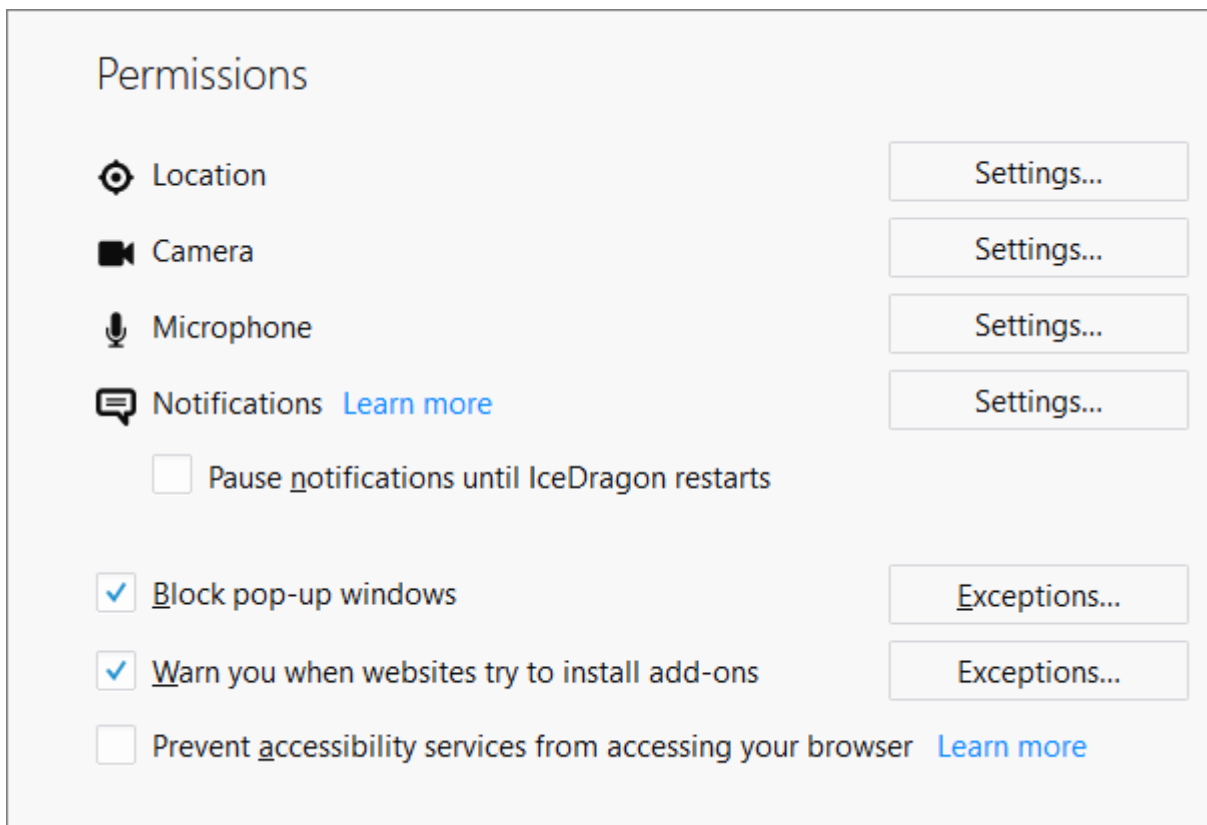 Permissions
Location Settings...
Camera Settings...
Microphone Settings...
Notifications Learn more Settings...
Pause notifications until IceDragon restarts
Block pop-up windows Exceptions...
Warn you when websites try to install add-ons Exceptions...
Prevent accessibility services from accessing your browser Learn more